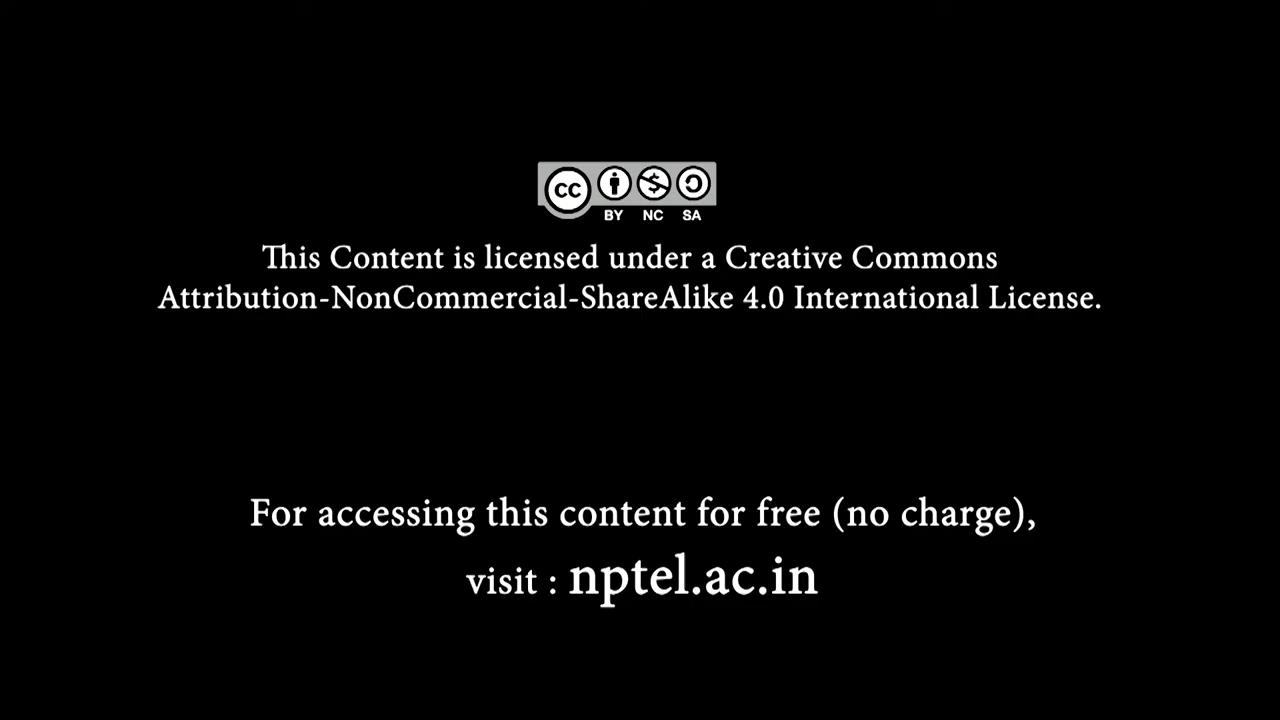 cc BY NC SA
This Content is licensed under a Creative Commons
Attribution-NonCommercial-ShareAlike 4.0 International License.
For accessing this content for free (no charge),
visit : nptel.ac.in